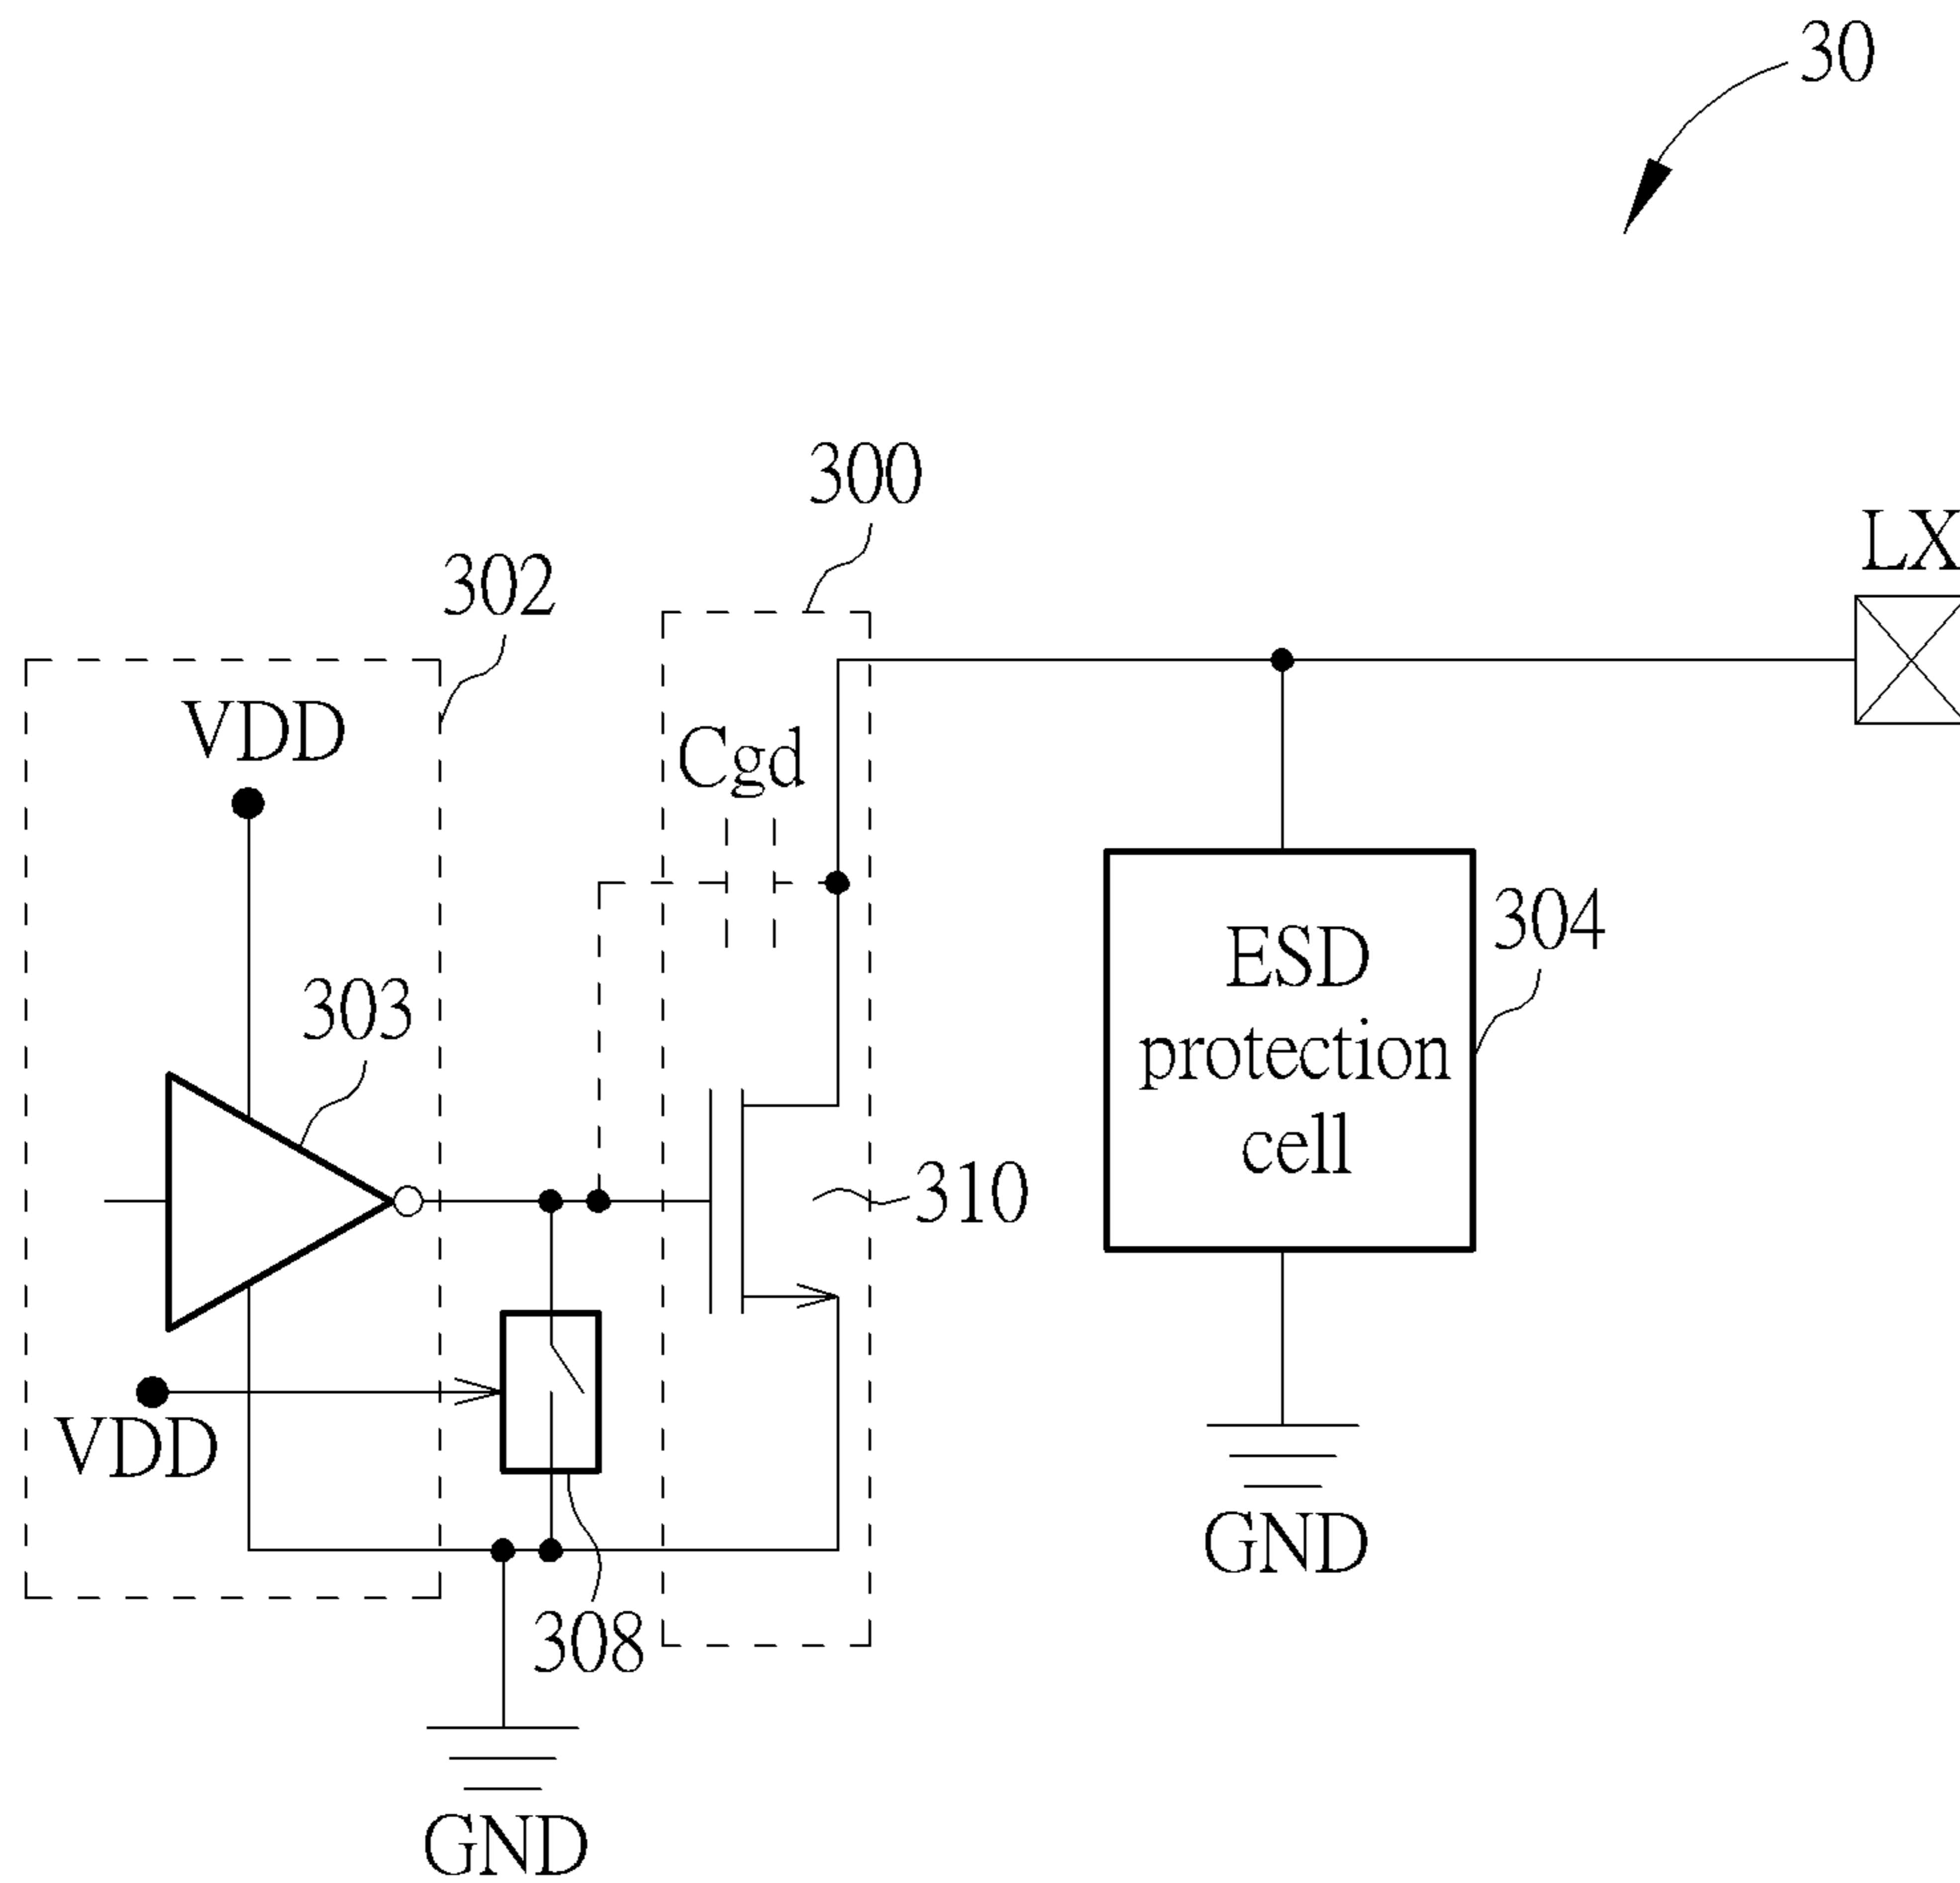 30
300
LX
302
VDD
Cgd
304
ESD
protection
cell
303
310
VDD
GND
308
GND